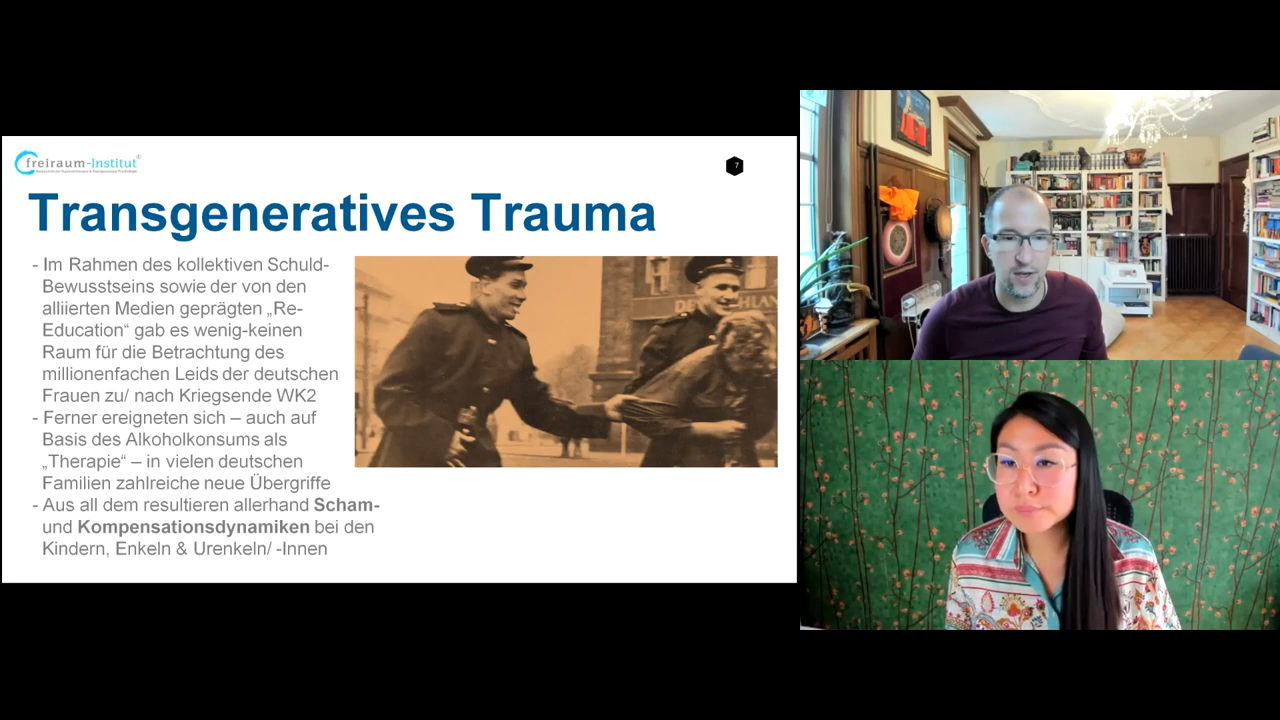 freiraum-Institut®
7
Transgeneratives Trauma
- Im Rahmen des kollektiven Schuld-
Bewusstseins sowie der von den
alliierten Medien geprägten „Re-
Education“ gab es wenig-keinen
Raum für die Betrachtung des
millionenfachen Leids der deutschen
Frauen zu/ nach Kriegsende WK2
- Ferner ereigneten sich – auch auf
Basis des Alkoholkonsums als
„Therapie“ – in vielen deutschen
Familien zahlreiche neue Übergriffe
- Aus all dem resultieren allerhand Scham-
und Kompensationsdynamiken bei den
Kindern, Enkeln & Urenkeln/ -Innen